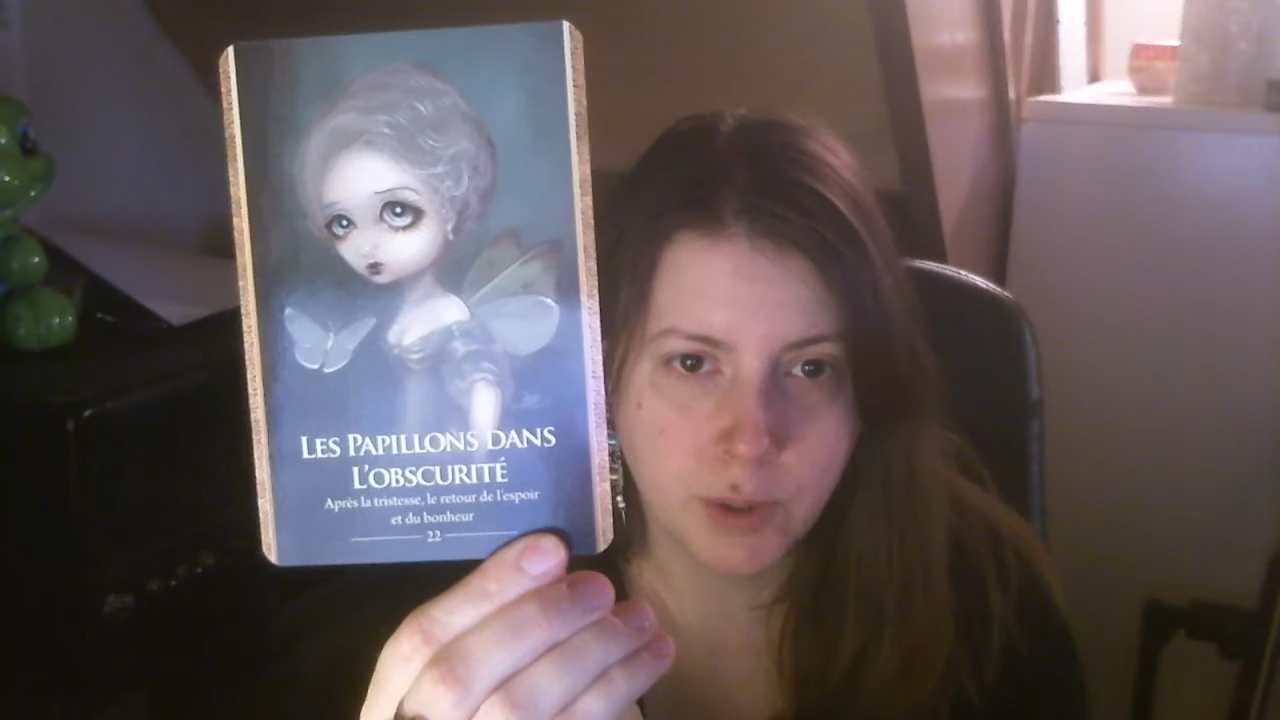 Les Papillons dans
l'obscurité
Après la tristesse, le retour de l'espoir
et du bonheur
22